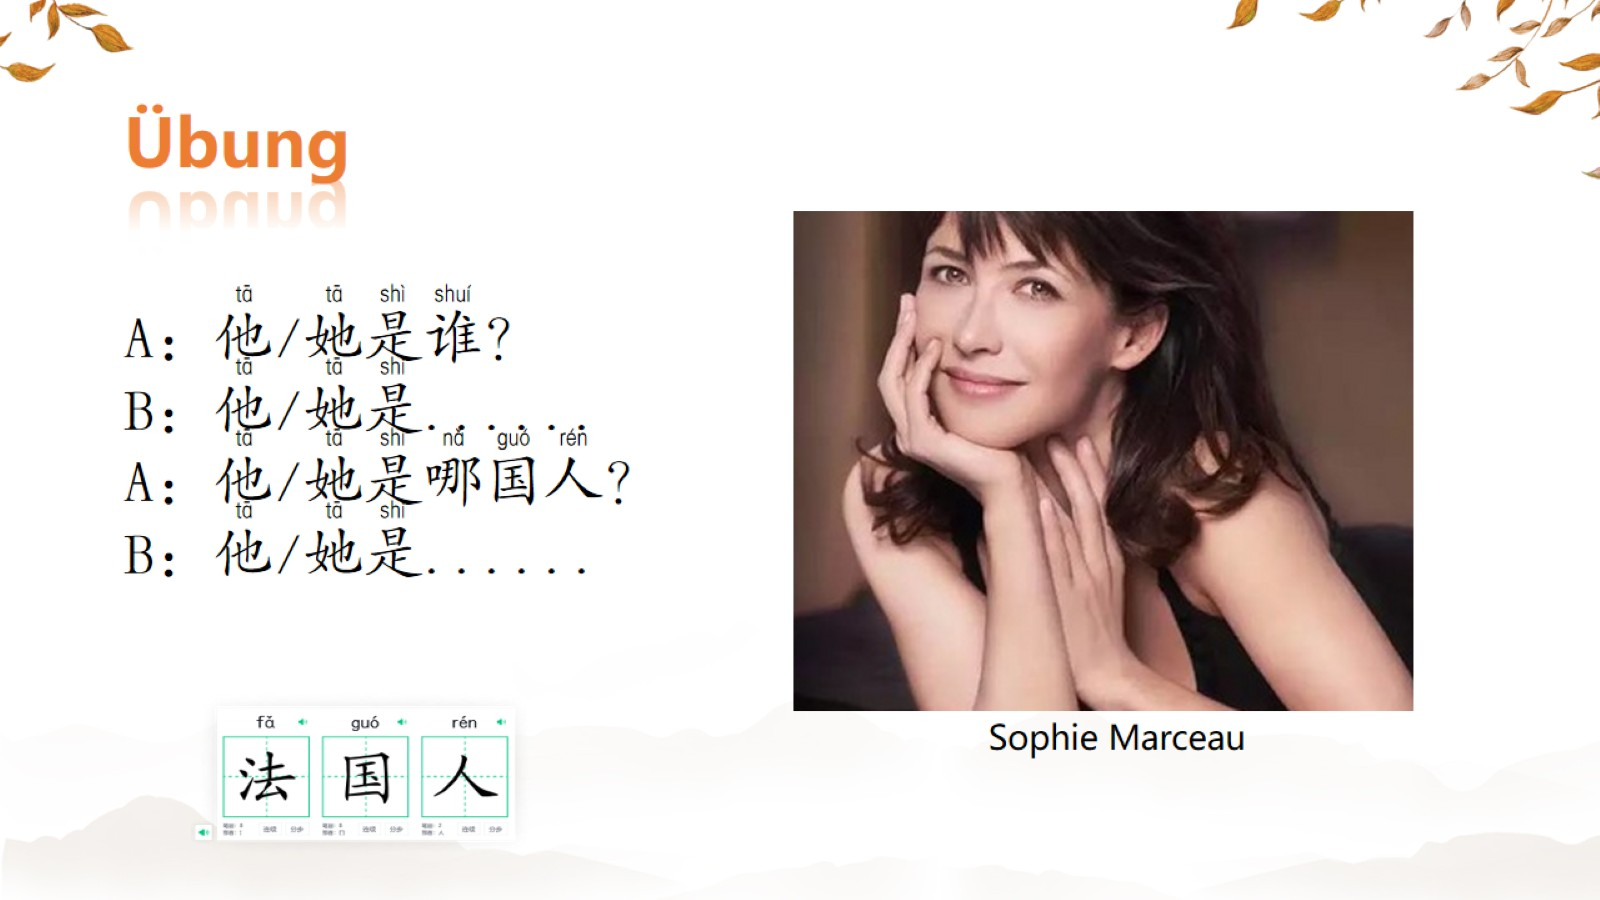 Übung
tā tā shì shuí
A：他/她是谁？
tā tā shì
B：他/她是......
tā tā shì nǎ guó rén
A：他/她是哪国人？
tā tā shì
B：他/她是......
Sophie Marceau
fǎ guó rén
法 国 人